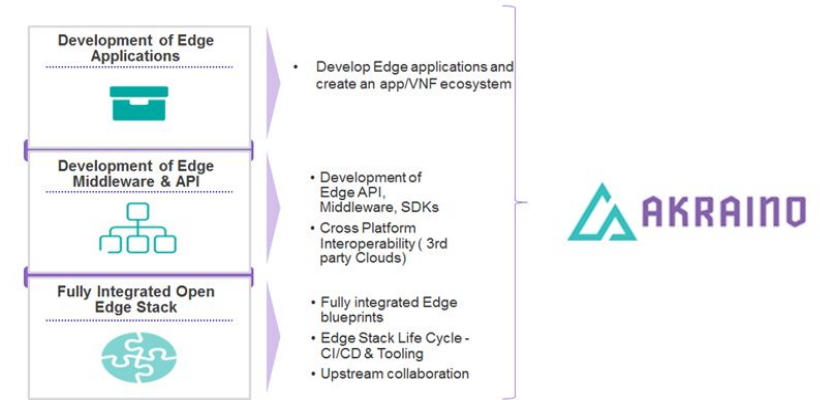 Development of Edge
Applications
• Develop Edge applications and
create an app/VNF ecosystem
Development of Edge
Middleware & API
• Development of
Edge API,
Middleware, SDKs
• Cross Platform
Interoperability ( 3rd
party Clouds)
Fully Integrated Open
Edge Stack
• Fully integrated Edge
blueprints
• Edge Stack Life Cycle -
CI/CD & Tooling
• Upstream collaboration
AKRAINO